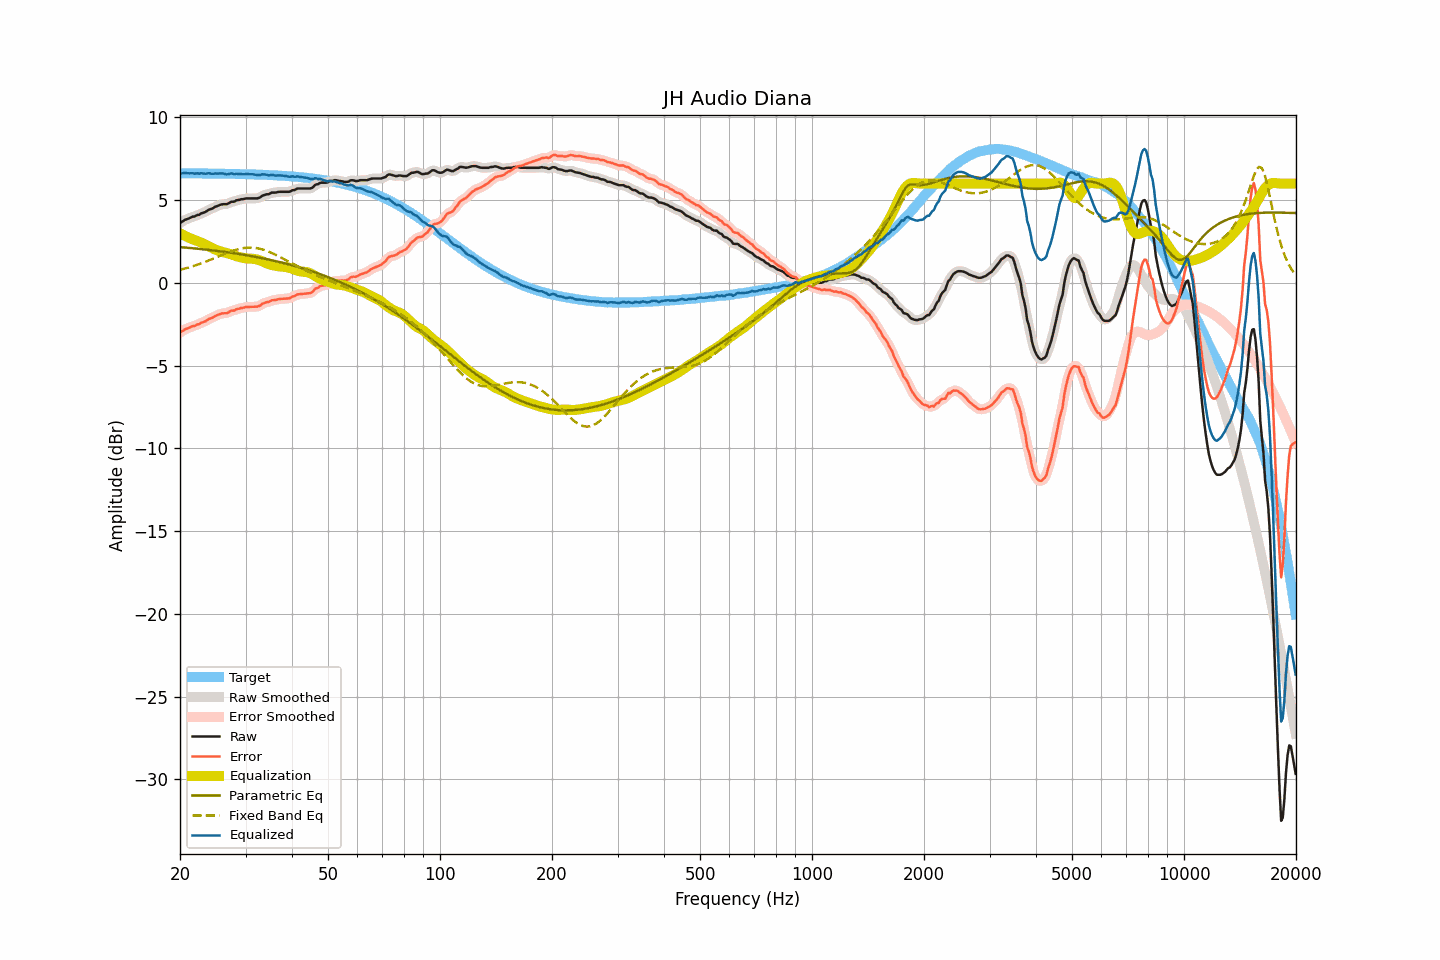 JH Audio Diana
10
5
0
−5
−10
−15
−20
−25
−30
Amplitude (dBr)
Target
Raw Smoothed
Error Smoothed
Raw
Error
Equalization
Parametric Eq
Fixed Band Eq
Equalized
20 50 100 200 500 1000 2000 5000 10000 20000
Frequency (Hz)